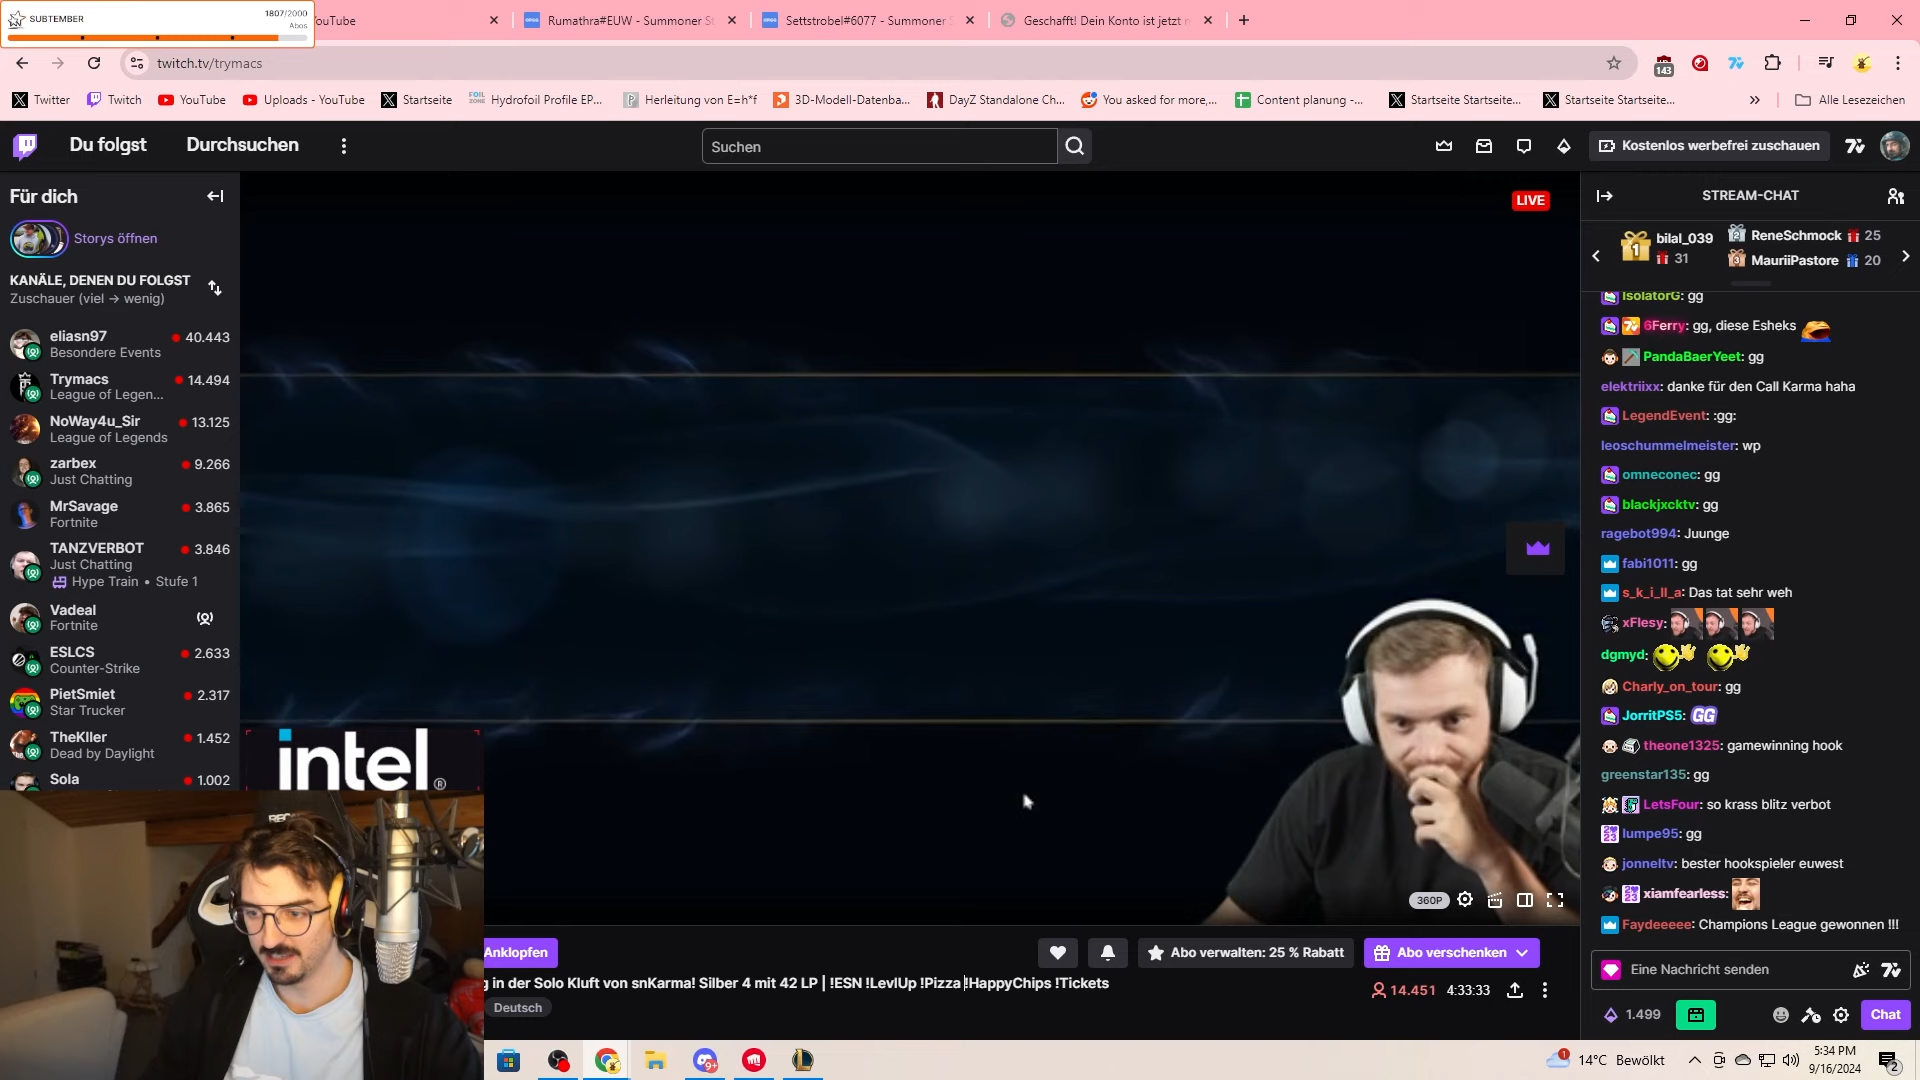 SUBTEMBER
1807/2000
Abos
YouTube
Rumathra#EUW - Summoner St
Settstrobel#6077 - Summoner S
Geschafft! Dein Konto ist jetzt m
twitch.tv/trymacs
143
Twitter
Twitch
YouTube
Uploads - YouTube
Startseite
FOIL ZONE
Hydrofoil Profile EP...
Herleitung von E=h*f
3D-Modell-Datenba...
DayZ Standalone Ch...
You asked for more,...
Content planung -...
Startseite Startseite...
Startseite Startseite...
Alle Lesezeichen
Du folgst
Durchsuchen
Suchen
Kostenlos werbefrei zuschauen
Für dich
Storys öffnen
KANÄLE, DENEN DU FOLGST
Zuschauer (viel → wenig)
eliasn97
40.443
Besondere Events
Trymacs
14.494
League of Legen...
NoWay4u_Sir
13.125
League of Legends
zarbex
9.266
Just Chatting
MrSavage
3.865
Fortnite
TANZVERBOT
3.846
Just Chatting
Hype Train • Stufe 1
Vadeal
Fortnite
ESLCS
2.633
Counter-Strike
PietSmiet
2.317
Star Trucker
TheKller
1.452
Dead by Daylight
Sola
1.002
LIVE
intel®
360P
Anklopfen
Abo verwalten: 25 % Rabatt
Abo verschenken
g in der Solo Kluft von snKarma! Silber 4 mit 42 LP | !ESN !LevlUp !Pizza !HappyChips !Tickets
14.451
4:33:33
Deutsch
STREAM-CHAT
1
bilal_039
31
ReneSchmock
25
MauriiPastore
20
IsolatorG: gg
6Ferry: gg, diese Esheks
PandaBaerYeet: gg
elektriixx: danke für den Call Karma haha
LegendEvent: :gg:
leoschummelmeister: wp
omneconec: gg
blackjxcktv: gg
ragebot994: Juunge
fabi1011: gg
s_k_i_ll_a: Das tat sehr weh
xFlesy:
dgmyd:
Charly_on_tour: gg
JorritPS5: GG
theone1325: gamewinning hook
greenstar135: gg
LetsFour: so krass blitz verbot
lumpe95: gg
jonneltv: bester hookspieler euwest
xiamfearless:
Faydeeeee: Champions League gewonnen !!!
Eine Nachricht senden
1.499
Chat
9+
1
14°C
Bewölkt
5:34 PM
9/16/2024
2